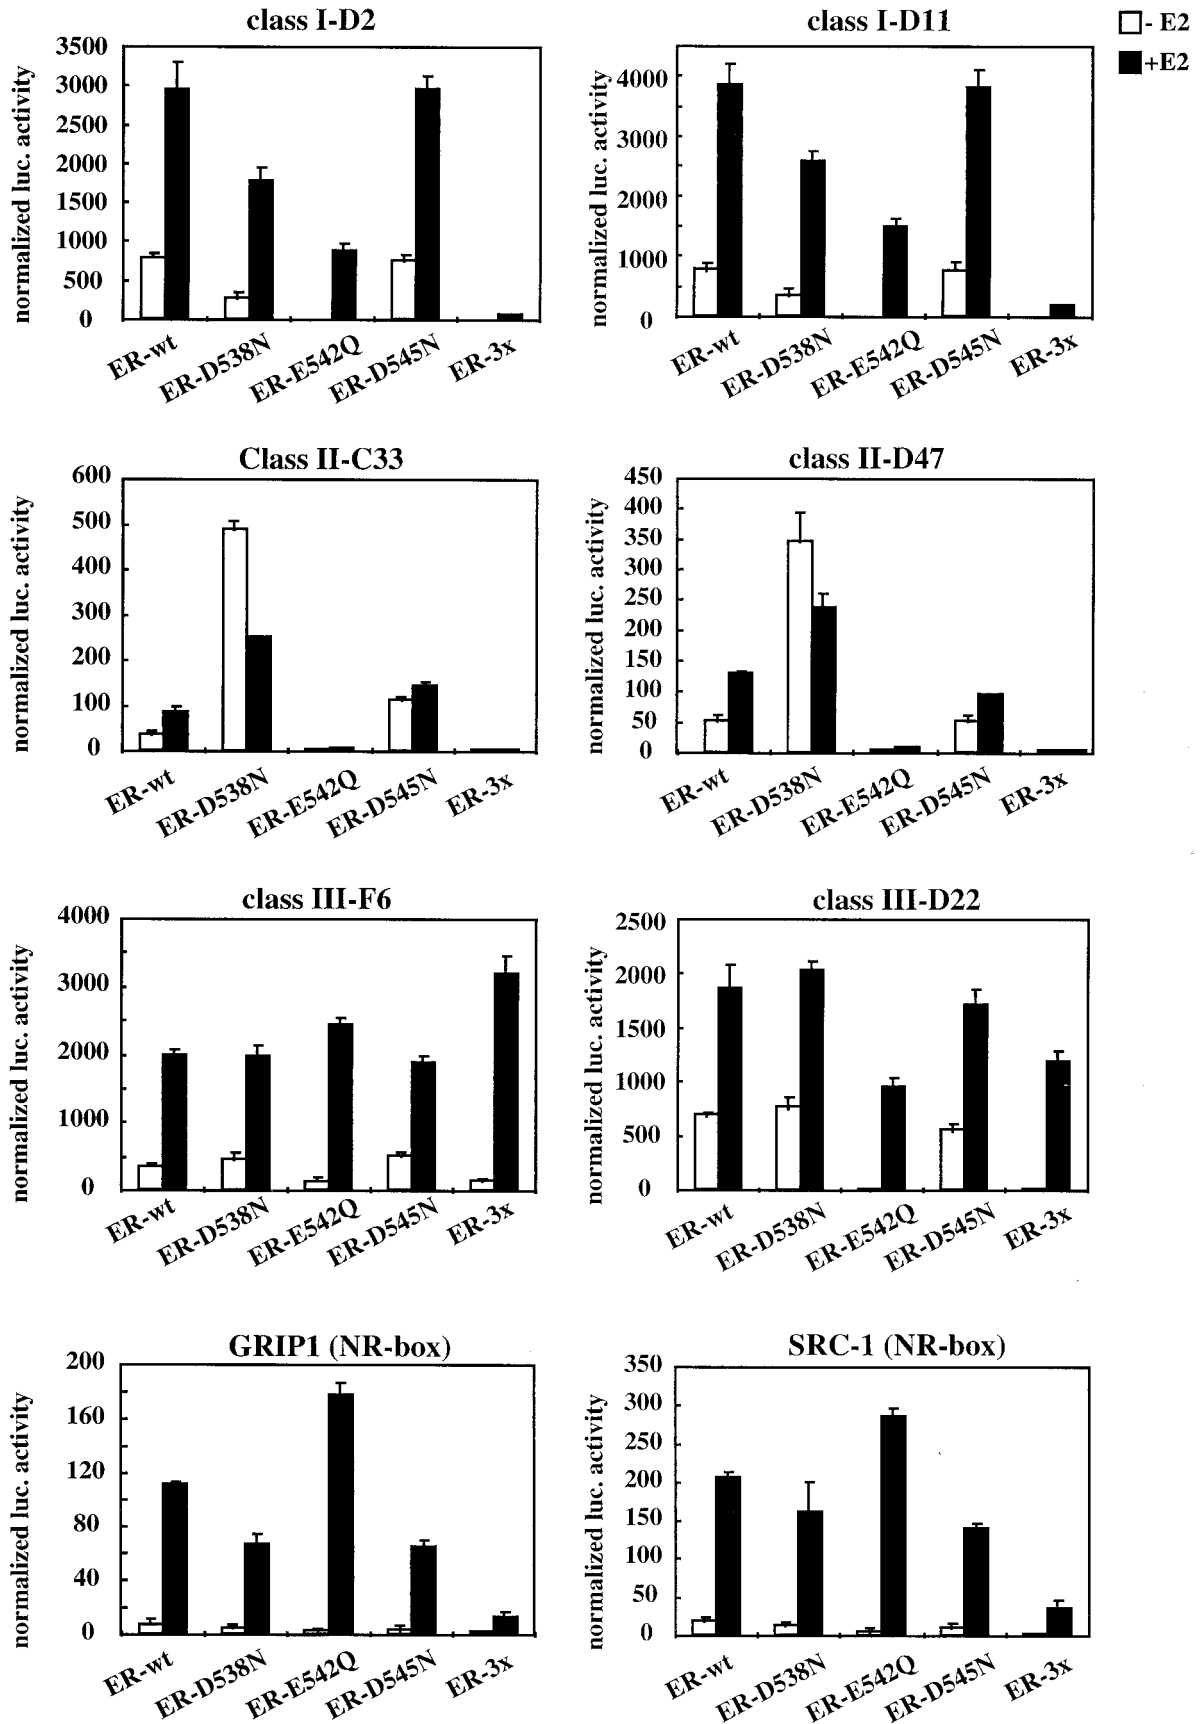 class I-D2
class I-D11
- E2
+E2
normalized luc. activity
3500
3000
2500
2000
1500
1000
500
0
ER-wt
ER-D538N
ER-E542Q
ER-D545N
ER-3x
normalized luc. activity
4000
3000
2000
1000
0
ER-wt
ER-D538N
ER-E542Q
ER-D545N
ER-3x
Class II-C33
normalized luc. activity
600
500
400
300
200
100
0
ER-wt
ER-D538N
ER-E542Q
ER-D545N
ER-3x
class II-D47
normalized luc. activity
450
400
350
300
250
200
150
100
50
0
ER-wt
ER-D538N
ER-E542Q
ER-D545N
ER-3x
class III-F6
normalized luc. activity
4000
3000
2000
1000
0
ER-wt
ER-D538N
ER-E542Q
ER-D545N
ER-3x
class III-D22
normalized luc. activity
2500
2000
1500
1000
500
0
ER-wt
ER-D538N
ER-E542Q
ER-D545N
ER-3x
GRIP1 (NR-box)
normalized luc. activity
200
160
120
80
40
0
ER-wt
ER-D538N
ER-E542Q
ER-D545N
ER-3x
SRC-1 (NR-box)
normalized luc. activity
350
300
250
200
150
100
50
0
ER-wt
ER-D538N
ER-E542Q
ER-D545N
ER-3x